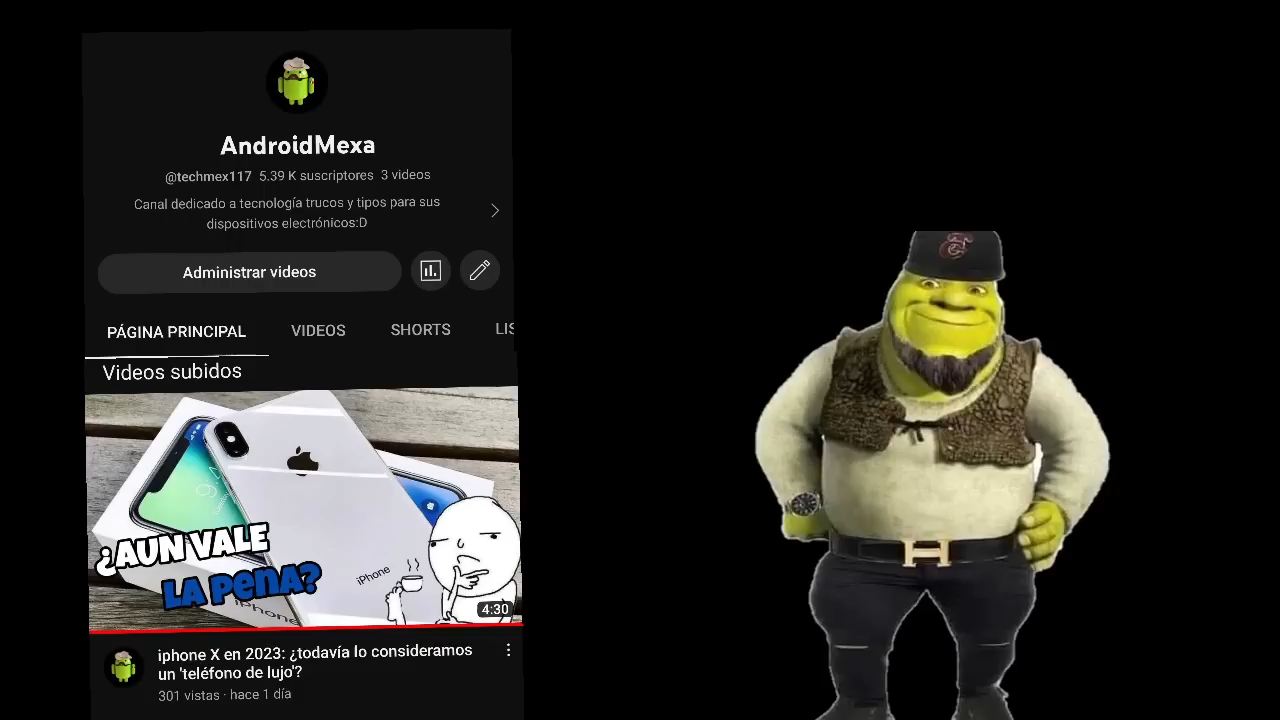 AndroidMexa
@techmex117 5.39 K suscriptores 3 videos
Canal dedicado a tecnología trucos y tipos para sus
dispositivos electrónicos:D
Administrar videos
PÁGINA PRINCIPAL VIDEOS SHORTS LIS
Videos subidos
¿AUN VALE
LA PENA?
iPhone
iPhone
4:30
iphone X en 2023: ¿todavía lo consideramos
un 'teléfono de lujo'?
301 vistas · hace 1 día